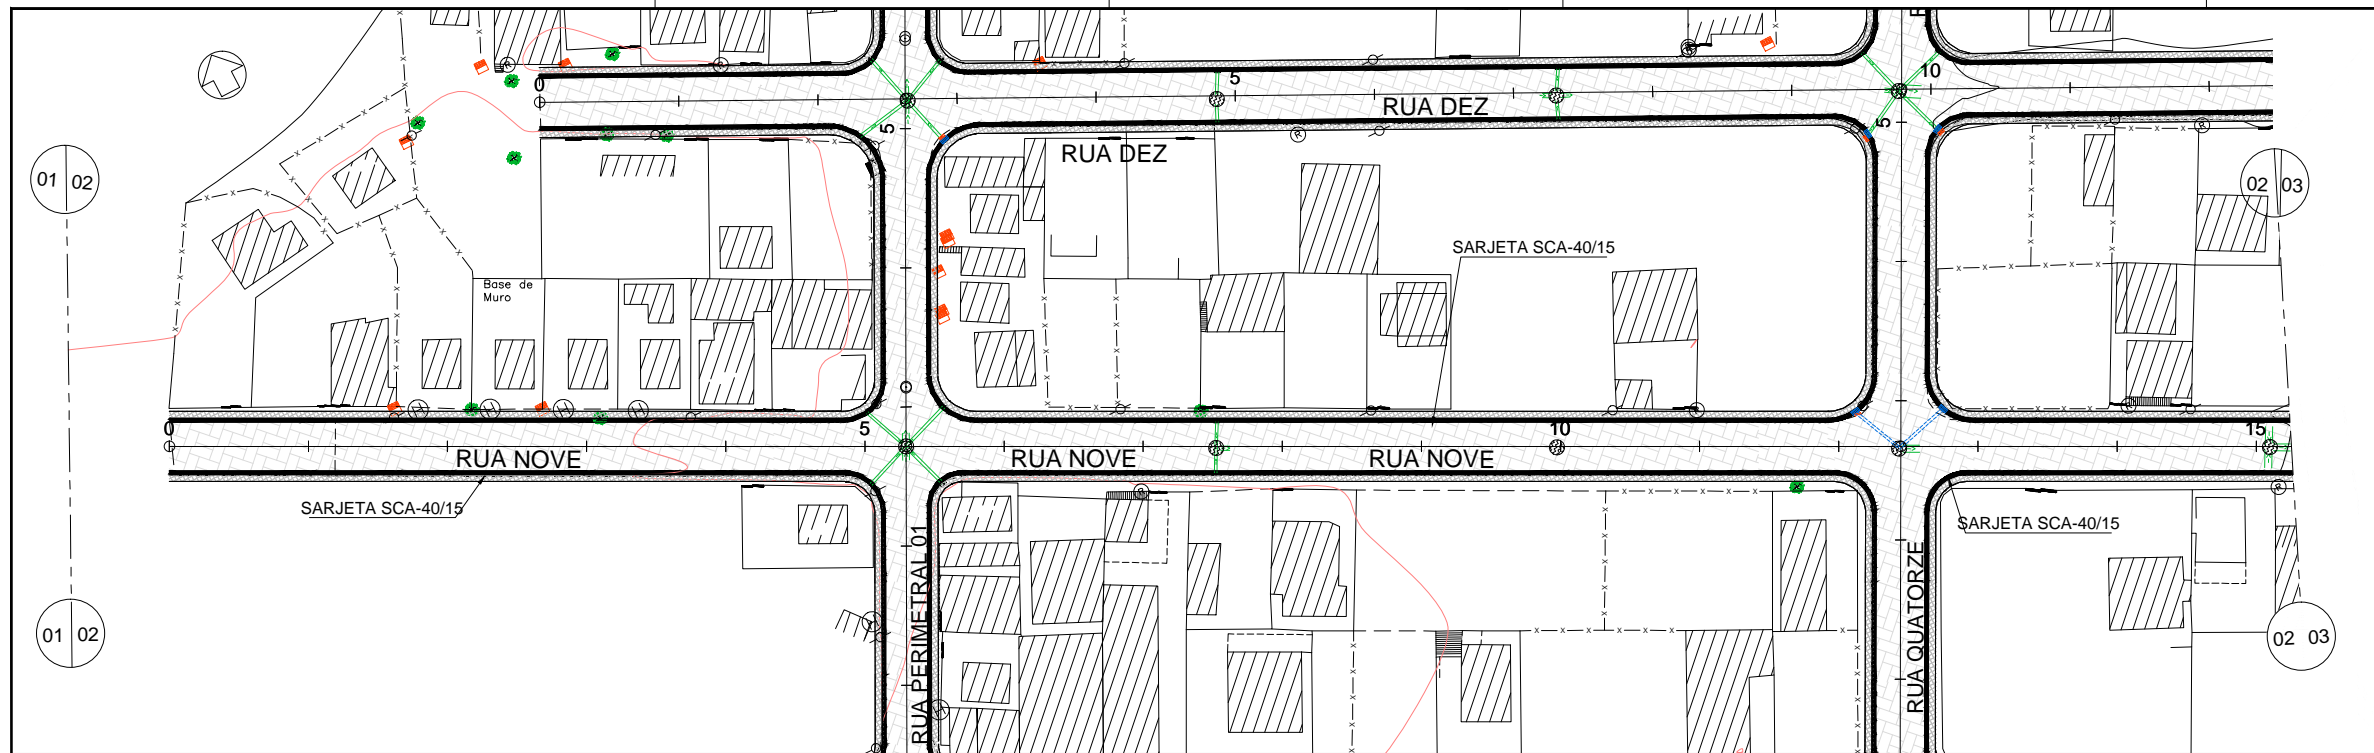 0
5
10
RUA DEZ
5
5
RUA DEZ
01 02
02 03
SARJETA SCA-40/15
Base de
Muro
0
5
10
15
RUA NOVE
RUA NOVE
RUA NOVE
SARJETA SCA-40/15
SARJETA SCA-40/15
RUA PERIMETRAL 01
RUA QUATORZE
01 02
02 03